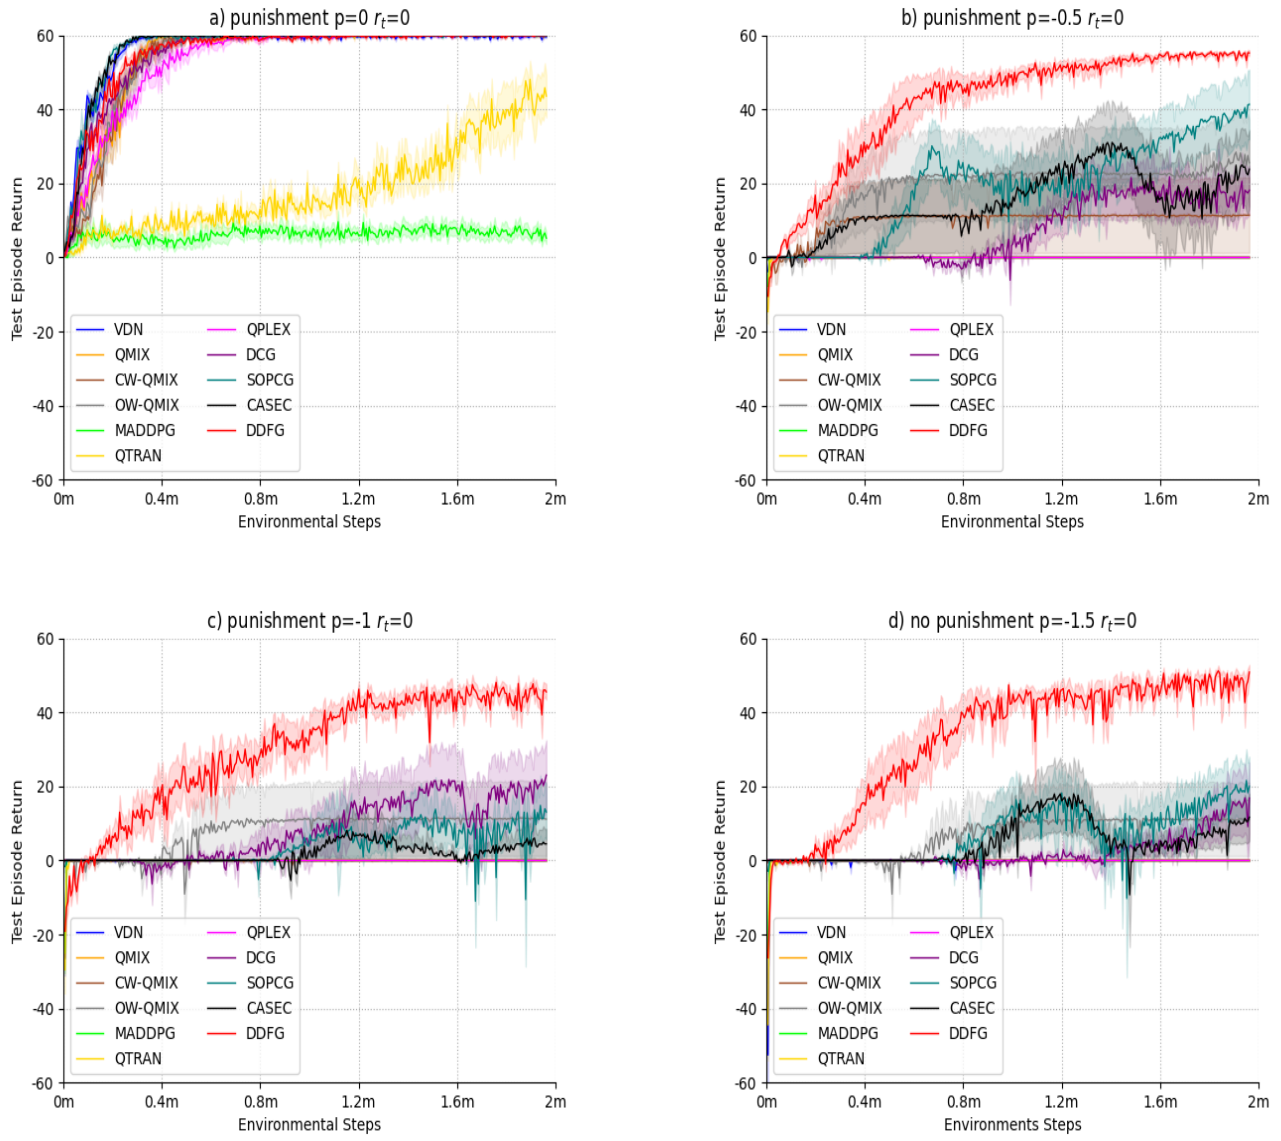 a) punishment p=0 r_t=0
60
40
20
0
-20
-40
-60
Test Episode Return
VDN QPLEX
QMIX DCG
CW-QMIX SOPCG
OW-QMIX CASEC
MADDPG DDFG
QTRAN
0m 0.4m 0.8m 1.2m 1.6m 2m
Environmental Steps
b) punishment p=-0.5 r_t=0
60
40
20
0
-20
-40
-60
Test Episode Return
VDN QPLEX
QMIX DCG
CW-QMIX SOPCG
OW-QMIX CASEC
MADDPG DDFG
QTRAN
0m 0.4m 0.8m 1.2m 1.6m 2m
Environmental Steps
c) punishment p=-1 r_t=0
60
40
20
0
-20
-40
-60
Test Episode Return
VDN QPLEX
QMIX DCG
CW-QMIX SOPCG
OW-QMIX CASEC
MADDPG DDFG
QTRAN
0m 0.4m 0.8m 1.2m 1.6m 2m
Environmental Steps
d) no punishment p=-1.5 r_t=0
60
40
20
0
-20
-40
-60
Test Episode Return
VDN QPLEX
QMIX DCG
CW-QMIX SOPCG
OW-QMIX CASEC
MADDPG DDFG
QTRAN
0m 0.4m 0.8m 1.2m 1.6m 2m
Environments Steps